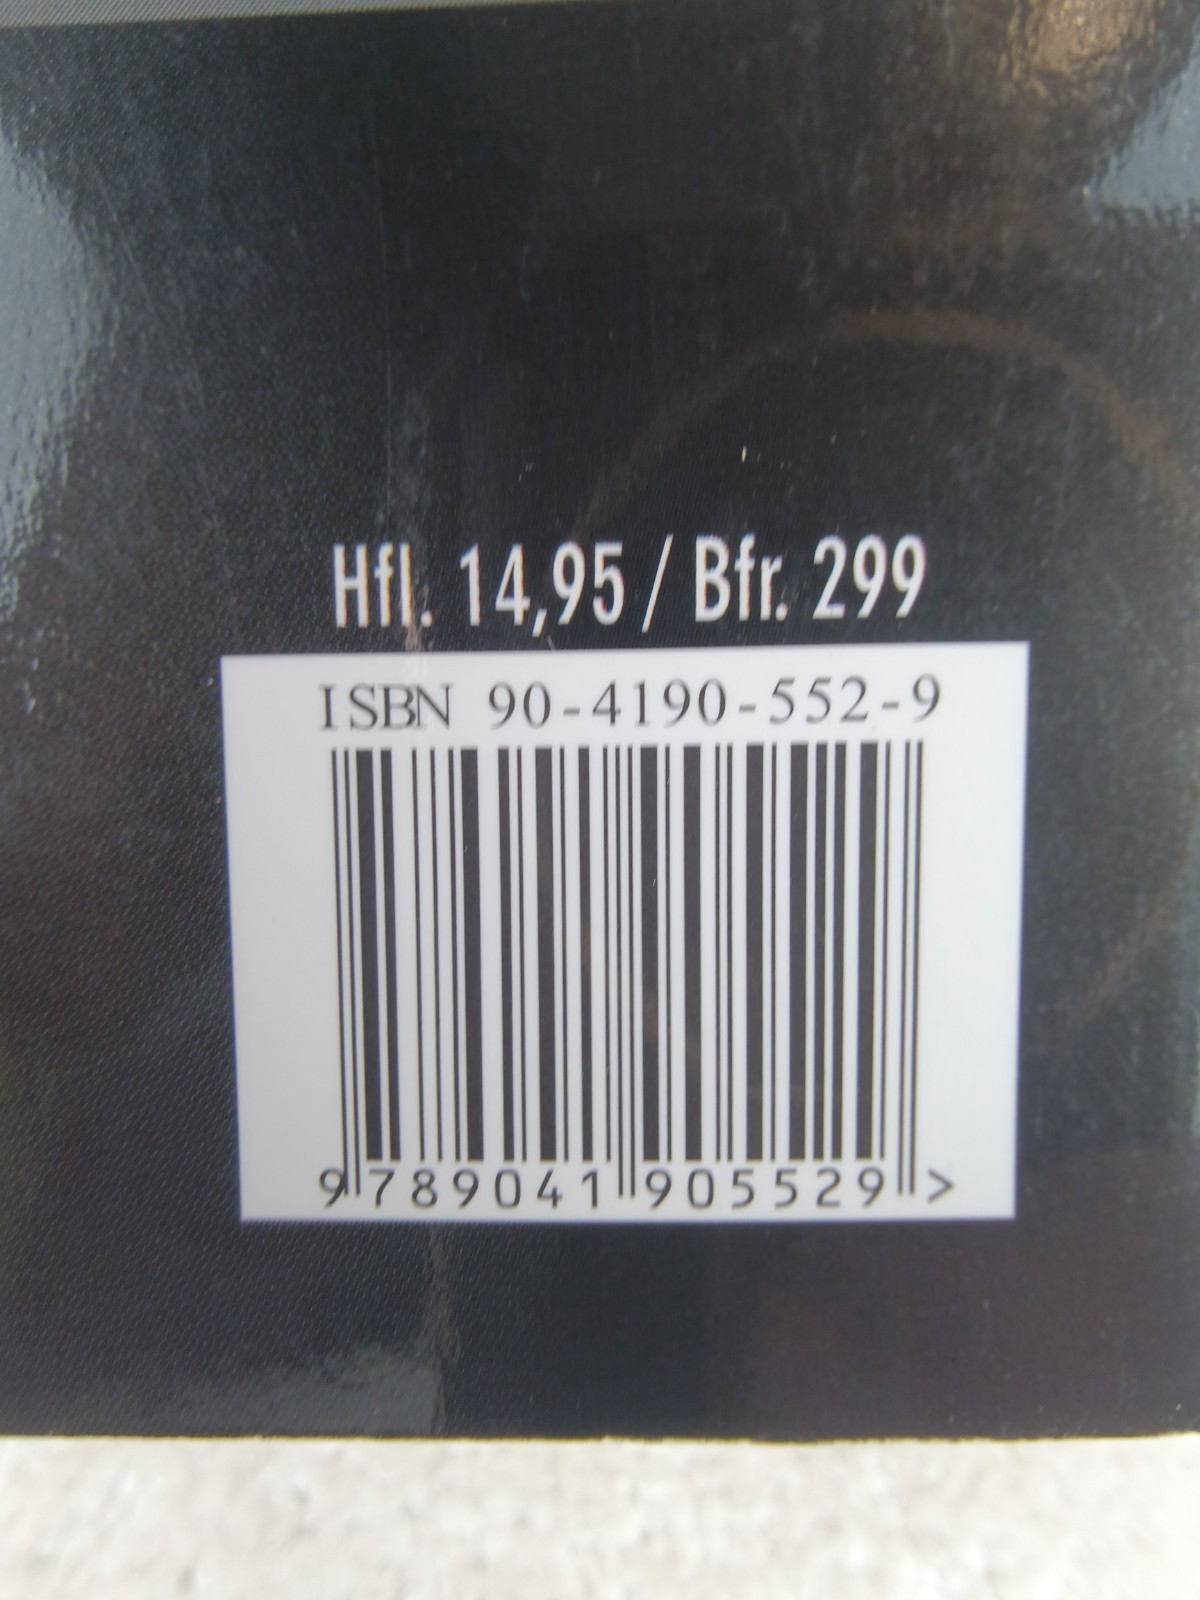 Hfl. 14,95 / Bfr. 299
ISBN 90-4190-552-9
9 789041 905529 >